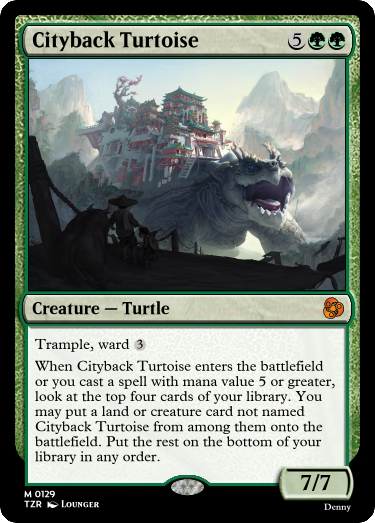 Cityback Turtoise 5
Creature — Turtle
Trample, ward 3
When Cityback Turtoise enters the battlefield
or you cast a spell with mana value 5 or greater,
look at the top four cards of your library. You
may put a land or creature card not named
Cityback Turtoise from among them onto the
battlefield. Put the rest on the bottom of your
library in any order.
7/7
M 0129
TZR LOUNGER
Denny